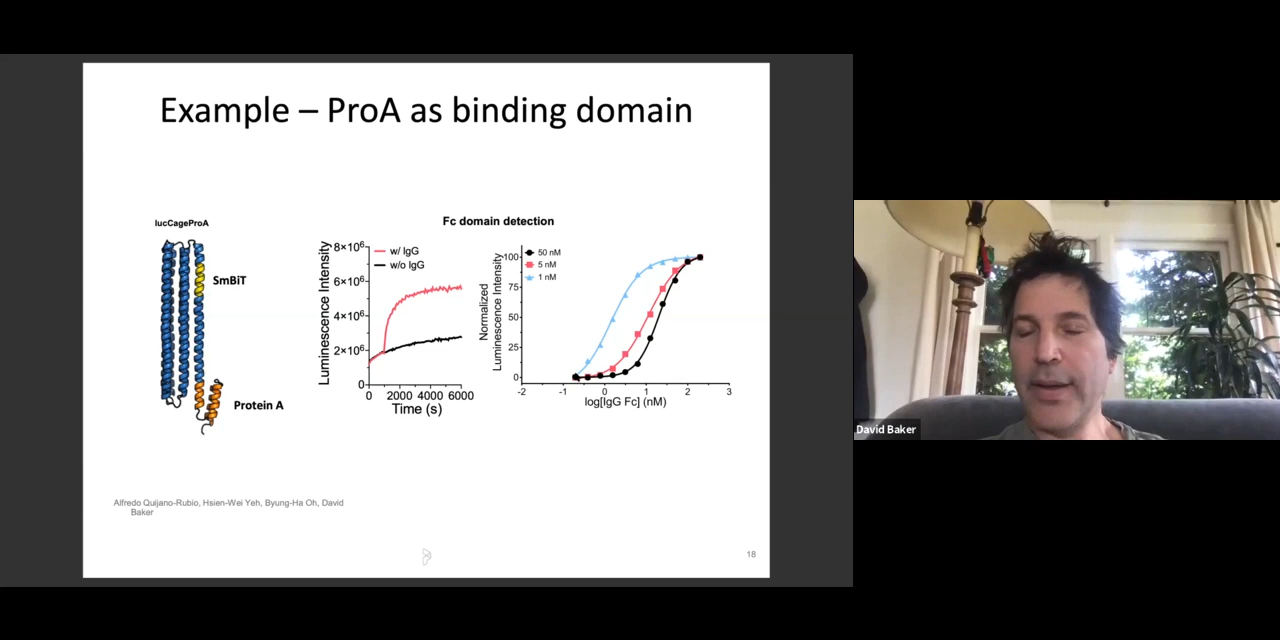 Example – ProA as binding domain
lucCageProA
SmBiT
Protein A
Fc domain detection
Luminescence Intensity
8×10⁶
6×10⁶
4×10⁶
2×10⁶
0
w/ IgG
w/o IgG
0 2000 4000 6000
Time (s)
Normalized
Luminescence Intensity
100
75
50
25
0
50 nM
5 nM
1 nM
-2 -1 0 1 2 3
log[IgG Fc] (nM)
Alfredo Quijano-Rubio, Hsien-Wei Yeh, Byung-Ha Oh, David
Baker
18
David Baker